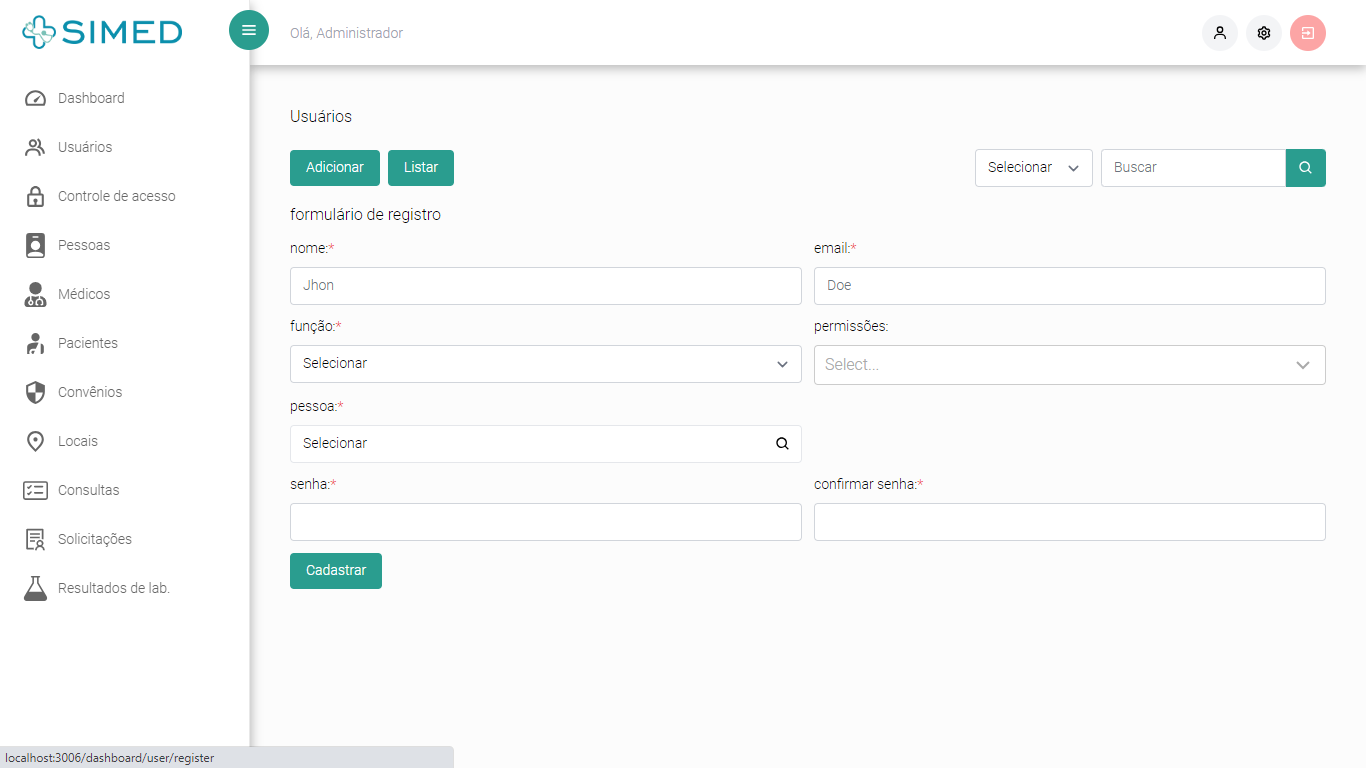 SIMED
Olá, Administrador
Dashboard
Usuários
Controle de acesso
Pessoas
Médicos
Pacientes
Convênios
Locais
Consultas
Solicitações
Resultados de lab.
Usuários
Adicionar Listar Selecionar Buscar
formulário de registro
nome:* email:*
Jhon Doe
função:* permissões:
Selecionar Select...
pessoa:*
Selecionar
senha:* confirmar senha:*
Cadastrar
localhost:3006/dashboard/user/register